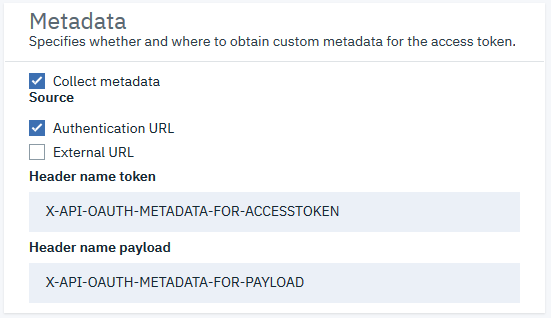 Metadata
Specifies whether and where to obtain custom metadata for the access token.
Collect metadata
Source
Authentication URL
External URL
Header name token
X-API-OAUTH-METADATA-FOR-ACCESSTOKEN
Header name payload
X-API-OAUTH-METADATA-FOR-PAYLOAD